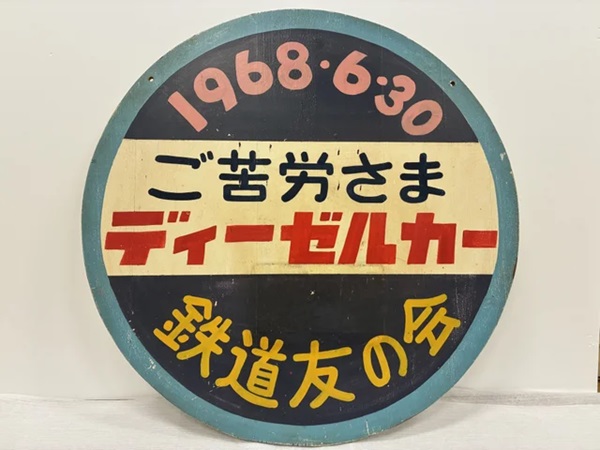 1968・6・30
ご苦労さま
ディーゼルカー
鉄道友の会